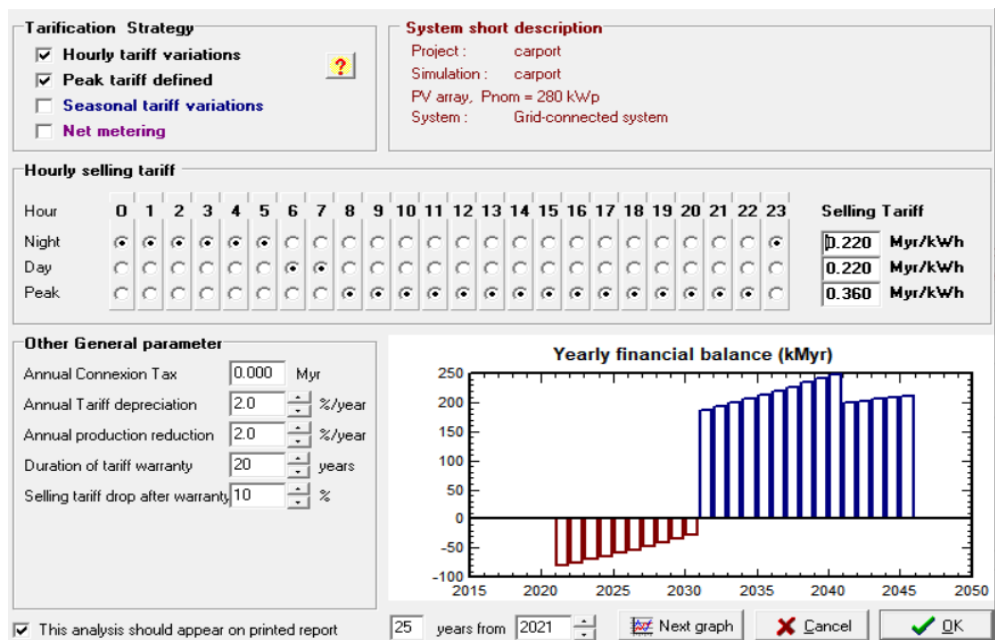 Tarification Strategy
Hourly tariff variations
Peak tariff defined
Seasonal tariff variations
Net metering
?
System short description
Project : carport
Simulation : carport
PV array, Pnom = 280 kWp
System : Grid-connected system
Hourly selling tariff
Hour 0 1 2 3 4 5 6 7 8 9 10 11 12 13 14 15 16 17 18 19 20 21 22 23 Selling Tariff
Night 0.220 Myr/kWh
Day 0.220 Myr/kWh
Peak 0.360 Myr/kWh
Other General parameter
Annual Connexion Tax 0.000 Myr
Annual Tariff depreciation 2.0 %/year
Annual production reduction 2.0 %/year
Duration of tariff warranty 20 years
Selling tariff drop after warranty 10 %
Yearly financial balance (kMyr)
250
200
150
100
50
0
-50
-100
2015 2020 2025 2030 2035 2040 2045 2050
This analysis should appear on printed report
25 years from 2021
Next graph
Cancel
OK